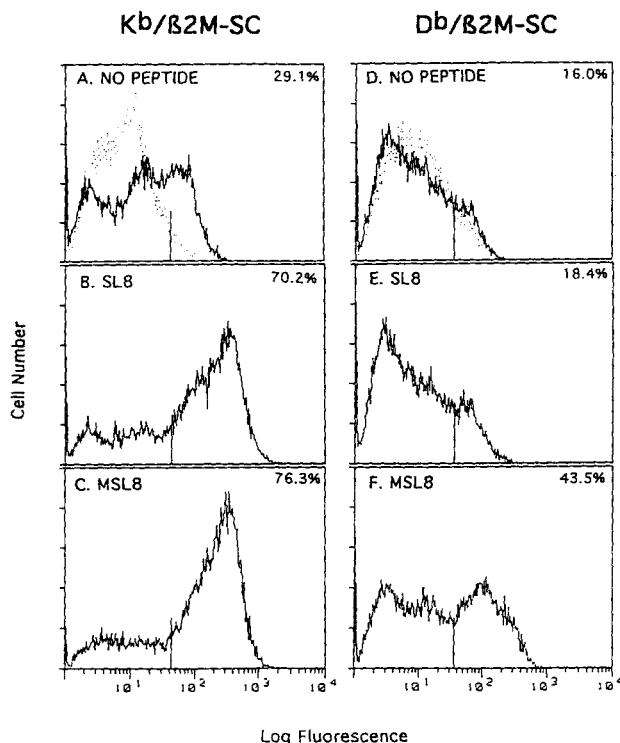 Kb/ß2M-SC
Db/ß2M-SC
A. NO PEPTIDE 29.1%
D. NO PEPTIDE 16.0%
B. SL8 70.2%
E. SL8 18.4%
C. MSL8 76.3%
F. MSL8 43.5%
Cell Number
10¹ 10² 10³ 10⁴
10¹ 10² 10³ 10⁴
Log Fluorescence